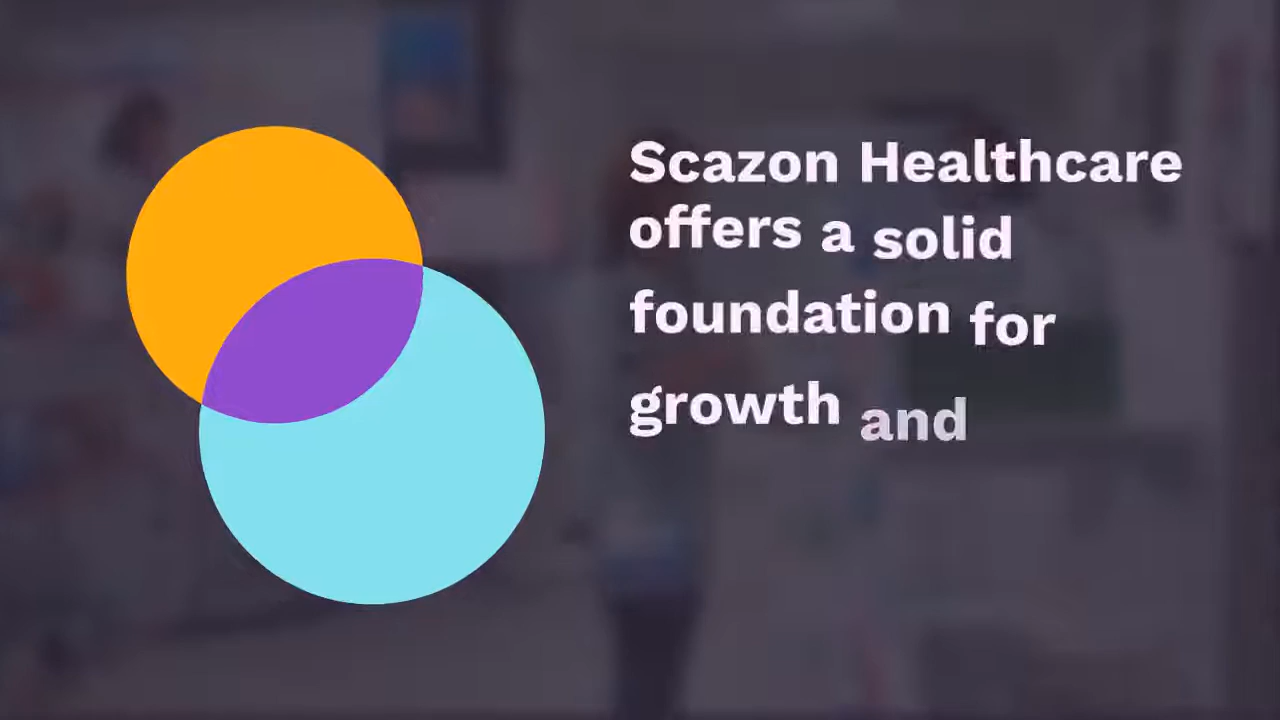 Scazon Healthcare
offers a solid
foundation for
growth and